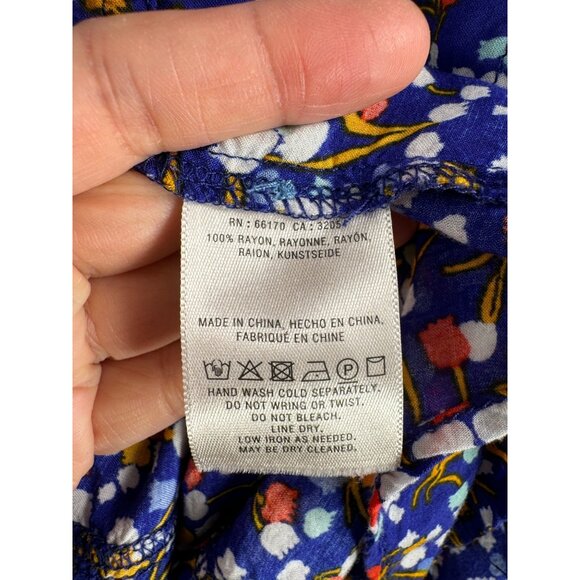 RN : 66170 CA : 32054
100% RAYON, RAYONNE, RAYÓN,
RAION, KUNSTSEIDE
MADE IN CHINA, HECHO EN CHINA,
FABRIQUÉ EN CHINE
P
HAND WASH COLD SEPARATELY.
DO NOT WRING OR TWIST.
DO NOT BLEACH.
LINE DRY.
LOW IRON AS NEEDED.
MAY BE DRY CLEANED.